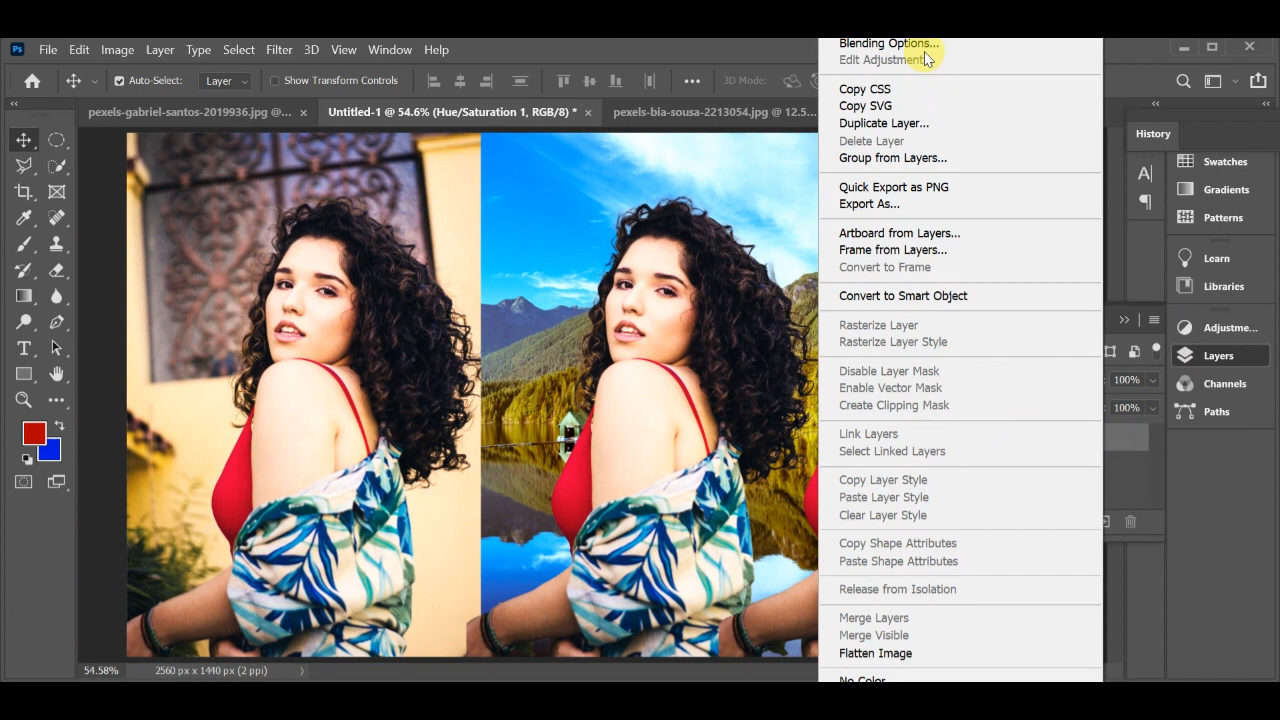 Ps File Edit Image Layer Type Select Filter 3D View Window Help
Auto-Select: Layer Show Transform Controls 3D Mode:
pexels-gabriel-santos-2019936.jpg @... × Untitled-1 @ 54.6% (Hue/Saturation 1, RGB/8) * × pexels-bia-sousa-2213054.jpg @ 12.5...
Blending Options...
Edit Adjustment
Copy CSS
Copy SVG
Duplicate Layer...
Delete Layer
Group from Layers...
Quick Export as PNG
Export As...
Artboard from Layers...
Frame from Layers...
Convert to Frame
Convert to Smart Object
Rasterize Layer
Rasterize Layer Style
Disable Layer Mask
Enable Vector Mask
Create Clipping Mask
Link Layers
Select Linked Layers
Copy Layer Style
Paste Layer Style
Clear Layer Style
Copy Shape Attributes
Paste Shape Attributes
Release from Isolation
Merge Layers
Merge Visible
Flatten Image
No Color
History
Swatches
Gradients
Patterns
Learn
Libraries
Adjustme...
Layers
Channels
Paths
: 100%
: 100%
54.58% 2560 px x 1440 px (2 ppi)